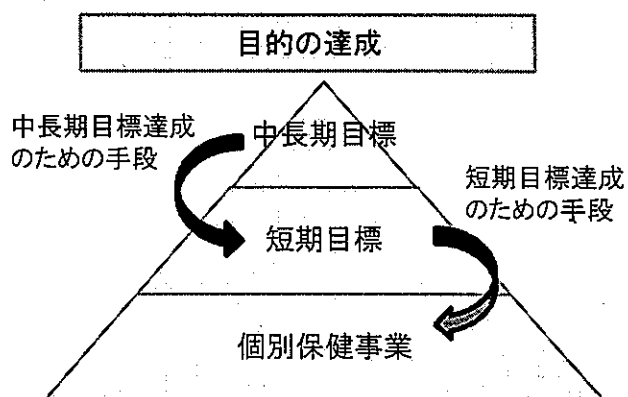 目的の達成
中長期目標達成
のための手段
中長期目標
短期目標達成
のための手段
短期目標
個別保健事業